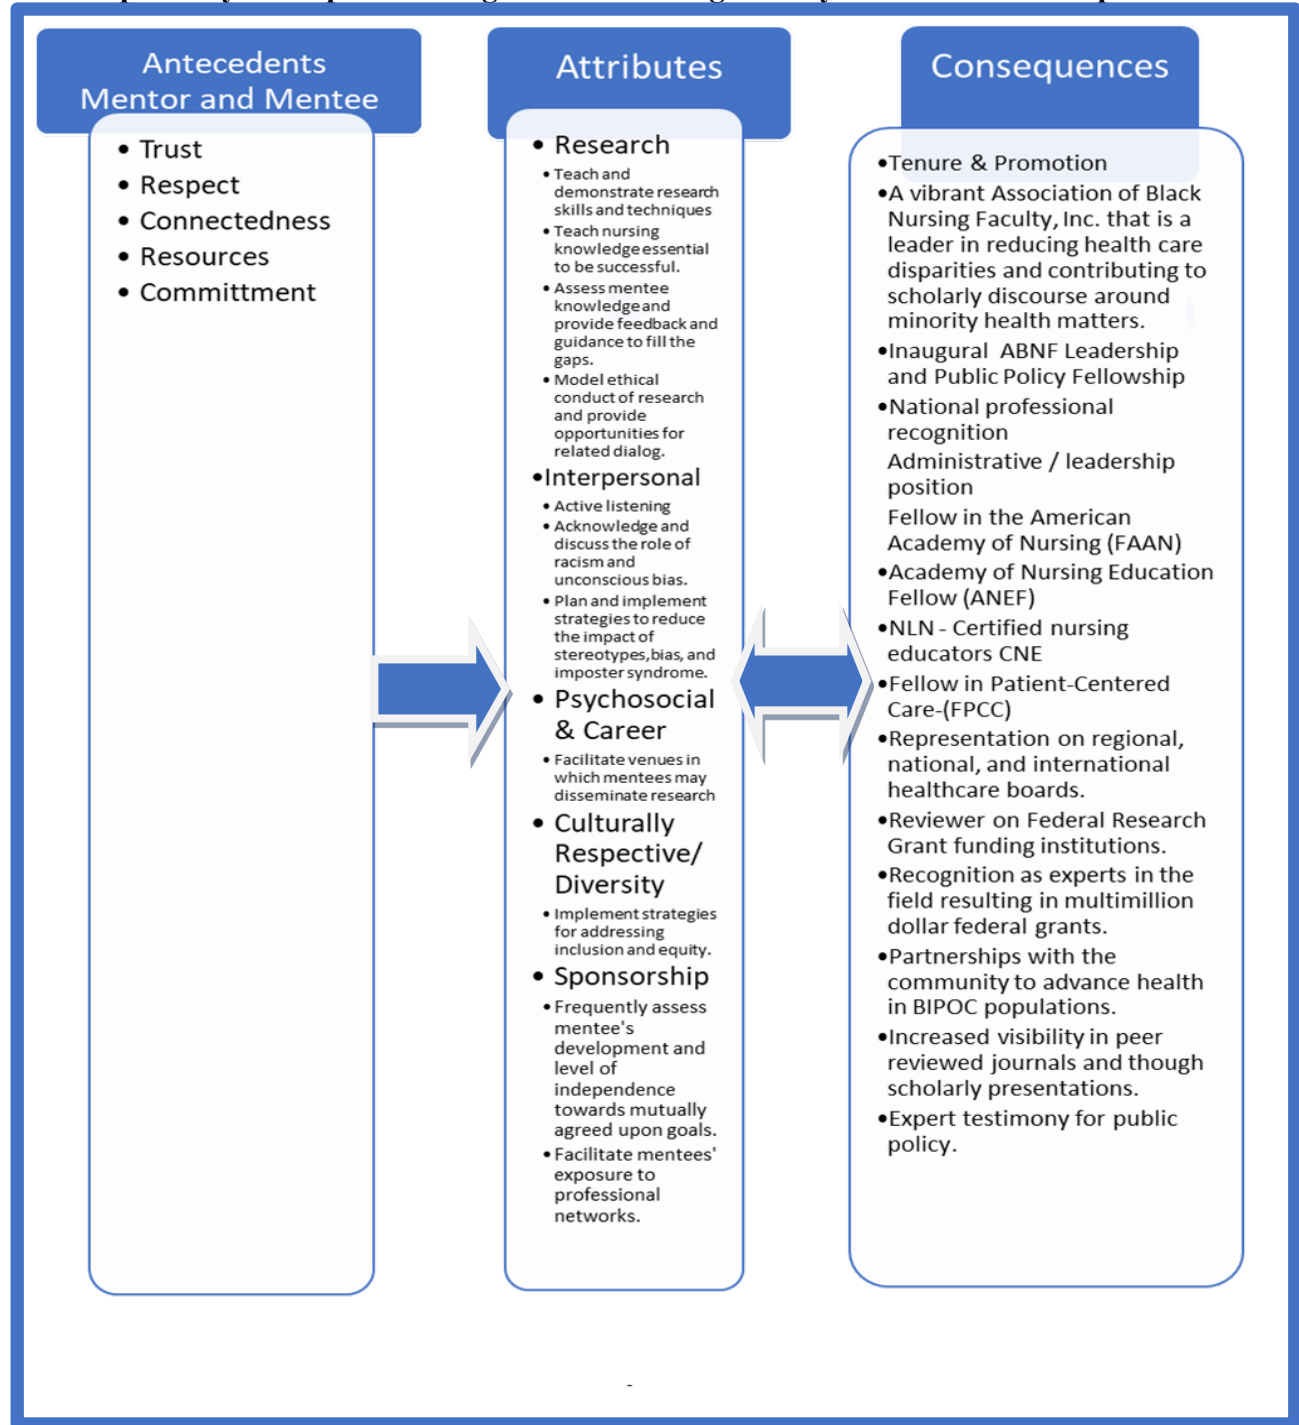 Antecedents
Mentor and Mentee
• Trust
• Respect
• Connectedness
• Resources
• Committment
Attributes
• Research
• Teach and
demonstrate research
skills and techniques
• Teach nursing
knowledge essential
to be successful.
• Assess mentee
knowledge and
provide feedback and
guidance to fill the
gaps.
• Model ethical
conduct of research
and provide
opportunities for
related dialog.
•Interpersonal
• Active listening
• Acknowledge and
discuss the role of
racism and
unconscious bias.
• Plan and implement
strategies to reduce
the impact of
stereotypes, bias, and
imposter syndrome.
• Psychosocial
& Career
• Facilitate venues in
which mentees may
disseminate research
• Culturally
Respective/
Diversity
• Implement strategies
for addressing
inclusion and equity.
• Sponsorship
• Frequently assess
mentee's
development and
level of
independence
towards mutually
agreed upon goals.
• Facilitate mentees'
exposure to
professional
networks.
Consequences
•Tenure & Promotion
•A vibrant Association of Black
Nursing Faculty, Inc. that is a
leader in reducing health care
disparities and contributing to
scholarly discourse around
minority health matters.
•Inaugural ABNF Leadership
and Public Policy Fellowship
•National professional
recognition
Administrative / leadership
position
Fellow in the American
Academy of Nursing (FAAN)
•Academy of Nursing Education
Fellow (ANEF)
•NLN - Certified nursing
educators CNE
•Fellow in Patient-Centered
Care-(FPCC)
•Representation on regional,
national, and international
healthcare boards.
•Reviewer on Federal Research
Grant funding institutions.
•Recognition as experts in the
field resulting in multimillion
dollar federal grants.
•Partnerships with the
community to advance health
in BIPOC populations.
•Increased visibility in peer
reviewed journals and though
scholarly presentations.
•Expert testimony for public
policy.
-